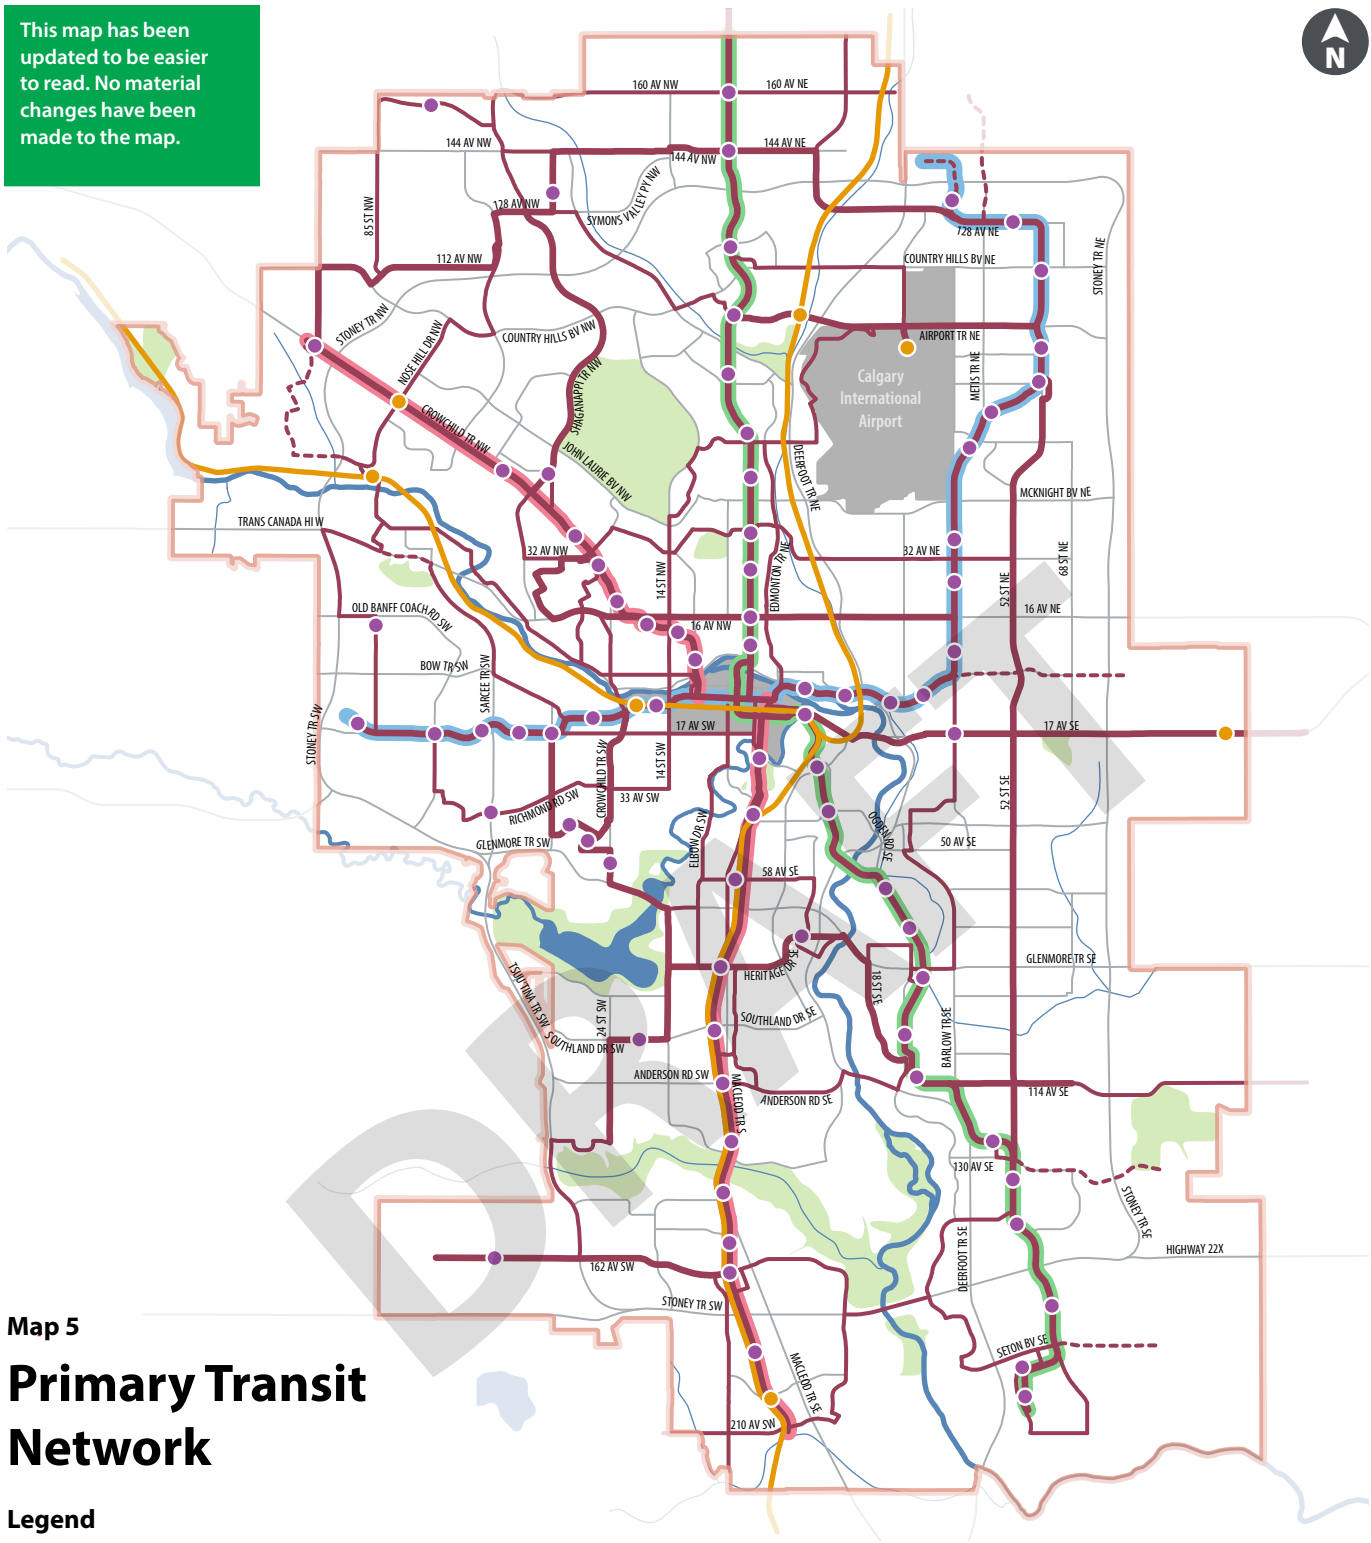 This map has been
updated to be easier
to read. No material
changes have been
made to the map.
N
160 AV NW
160 AV NE
144 AV NW
144 AV NW
144 AV NE
85 ST NW
128 AV NW
SYMONS VALLEY PY NW
128 AV NE
STONEY TR NE
112 AV NW
COUNTRY HILLS BV NE
STONEY TR NW
NOSE HILL DR NW
COUNTRY HILLS BV NW
AIRPORT TR NE
SHAGANAPPI TR NW
METIS TR NE
Calgary
International
Airport
CROWCHILD TR NW
JOHN LAURIE BV NW
DEERFOOT TR NE
MCKNIGHT BV NE
TRANS CANADA HI W
32 AV NW
32 AV NE
14 ST NW
EDMONTON TR NE
52 ST NE
68 ST NE
OLD BANFF COACH RD SW
16 AV NW
16 AV NE
BOW TR SW
SARCEE TR SW
STONEY TR SW
17 AV SW
17 AV SE
CROWCHILD TR SW
14 ST SW
52 ST SE
33 AV SW
RICHMOND RD SW
GLENMORE TR SW
ELBOW DR SW
OGDEN RD SE
50 AV SE
58 AV SE
GLENMORE TR SE
HERITAGE DR SE
18 ST SE
TSUUT'INA TR SW
24 ST SW
SOUTHLAND DR SE
SOUTHLAND DR SW
BARLOW TR SE
ANDERSON RD SW
MACLEOD TR S
ANDERSON RD SE
114 AV SE
DRAFT
130 AV SE
STONEY TR SE
DEERFOOT TR SE
HIGHWAY 22X
162 AV SW
STONEY TR SW
SETON BV SE
MACLEOD TR SE
210 AV SW
Map 5
Primary Transit
Network
Legend